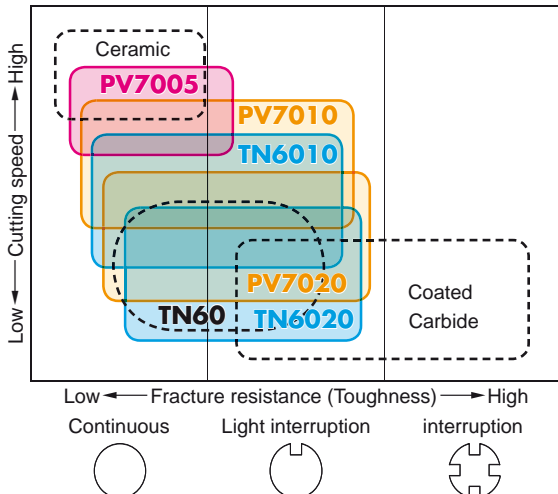 Ceramic
PV7005
PV7010
TN6010
PV7020
TN60
TN6020
Coated
Carbide
Low Cutting speed High
Low Fracture resistance (Toughness) High
Continuous
Light interruption
interruption